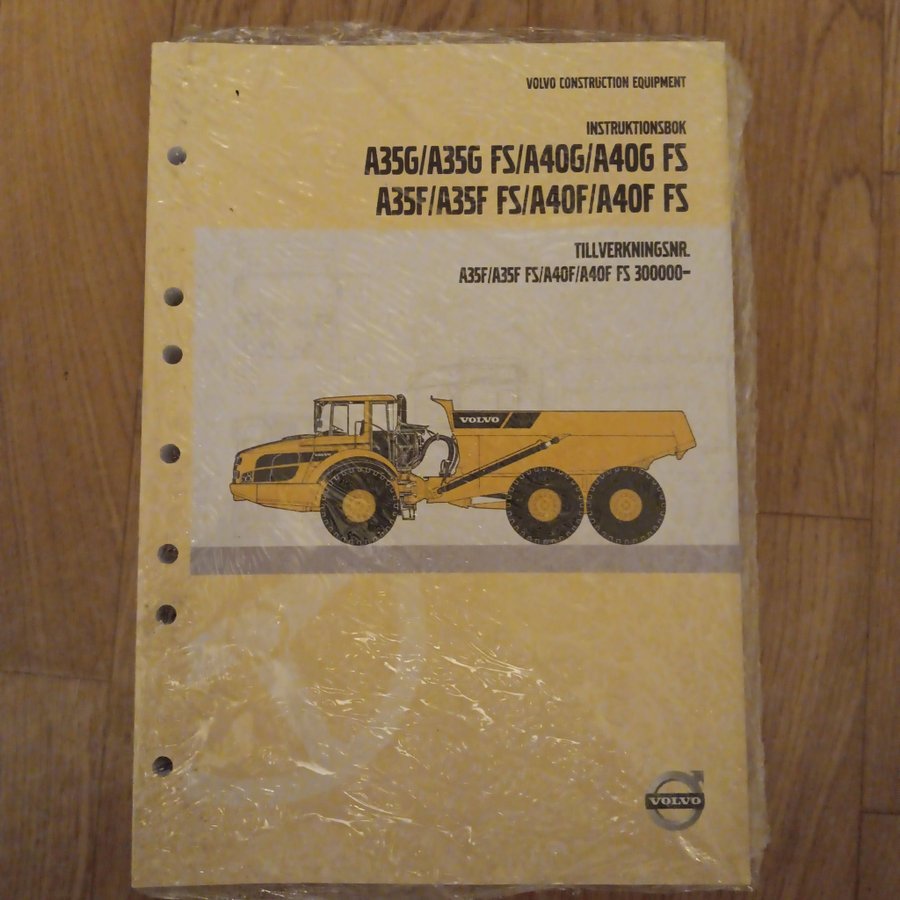 VOLVO CONSTRUCTION EQUIPMENT
INSTRUKTIONSBOK
A35G/A35G FS/A40G/A40G FS
A35F/A35F FS/A40F/A40F FS
TILLVERKNINGSNR.
A35F/A35F FS/A40F/A40F FS 300000–
VOLVO
VOLVO
VOLVO